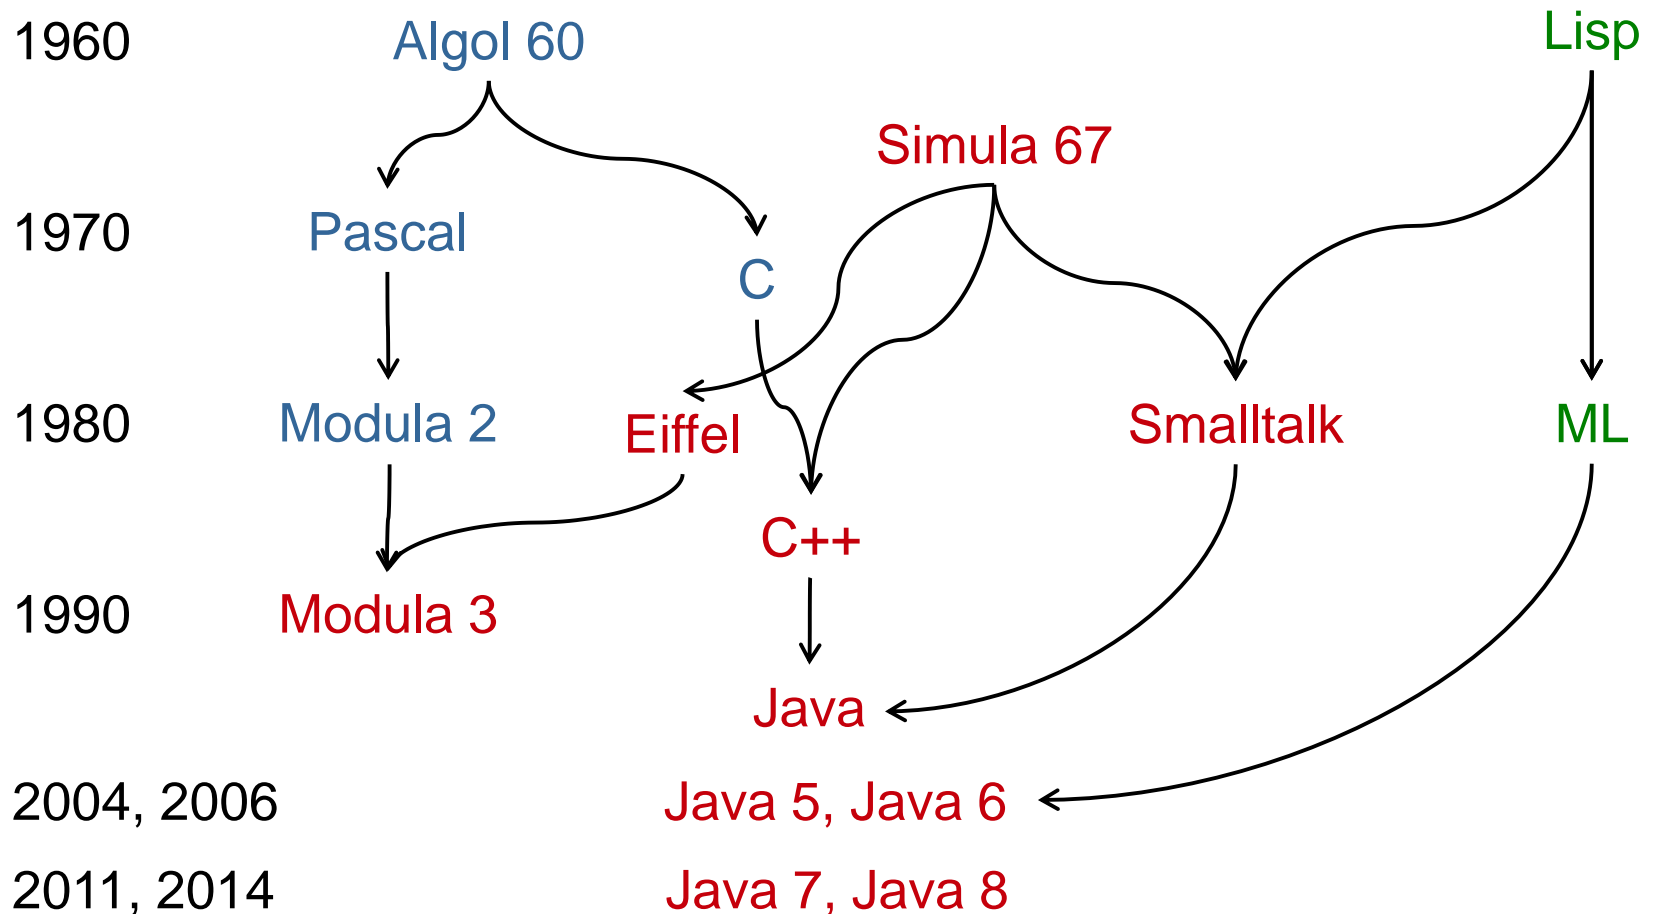 1960 Algol 60 Lisp
Simula 67
1970 Pascal
C
1980 Modula 2 Eiffel Smalltalk ML
C++
1990 Modula 3
Java
2004, 2006 Java 5, Java 6
2011, 2014 Java 7, Java 8